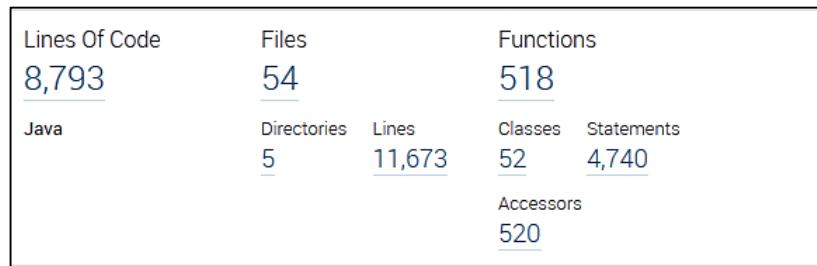 Lines Of Code Files Functions
8,793 54 518
Java Directories Lines Classes Statements
5 11,673 52 4,740
Accessors
520